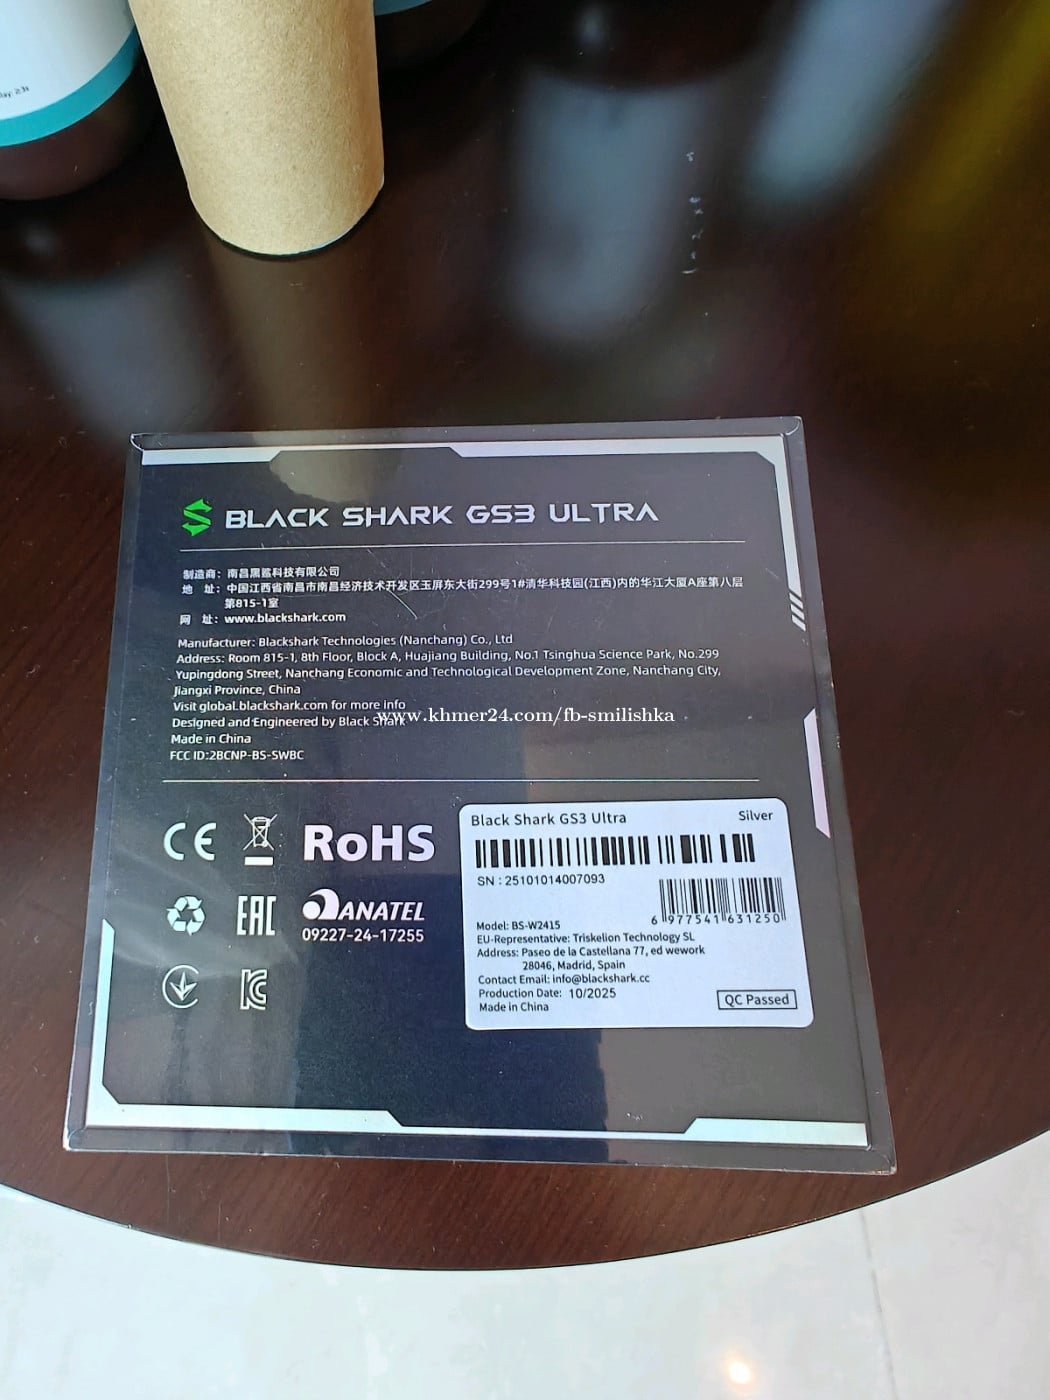 BLACK SHARK GS3 ULTRA
制造商：南昌黑鲨科技有限公司
地 址：中国江西省南昌市南昌经济技术开发区玉屏东大街299号1#清华科技园(江西)内的华江大厦A座第八层
第815-1室
网 址：www.blackshark.com
Manufacturer: Blackshark Technologies (Nanchang) Co., Ltd
Address: Room 815-1, 8th Floor, Block A, Huajiang Building, No.1 Tsinghua Science Park, No.299
Yupingdong Street, Nanchang Economic and Technological Development Zone, Nanchang City,
Jiangxi Province, China
Visit global.blackshark.com for more info
www.khmer24.com/fb-smilishka
Designed and Engineered by Black Shark
Made in China
FCC ID:2BCNP-BS-SWBC
CE
RoHS
EAC
ANATEL
09227-24-17255
Black Shark GS3 Ultra Silver
SN : 25101014007093
6 977541 631250
Model: BS-W2415
EU-Representative: Triskelion Technology SL
Address: Paseo de la Castellana 77, ed wework
28046, Madrid, Spain
Contact Email: info@blackshark.cc
Production Date: 10/2025
Made in China
QC Passed